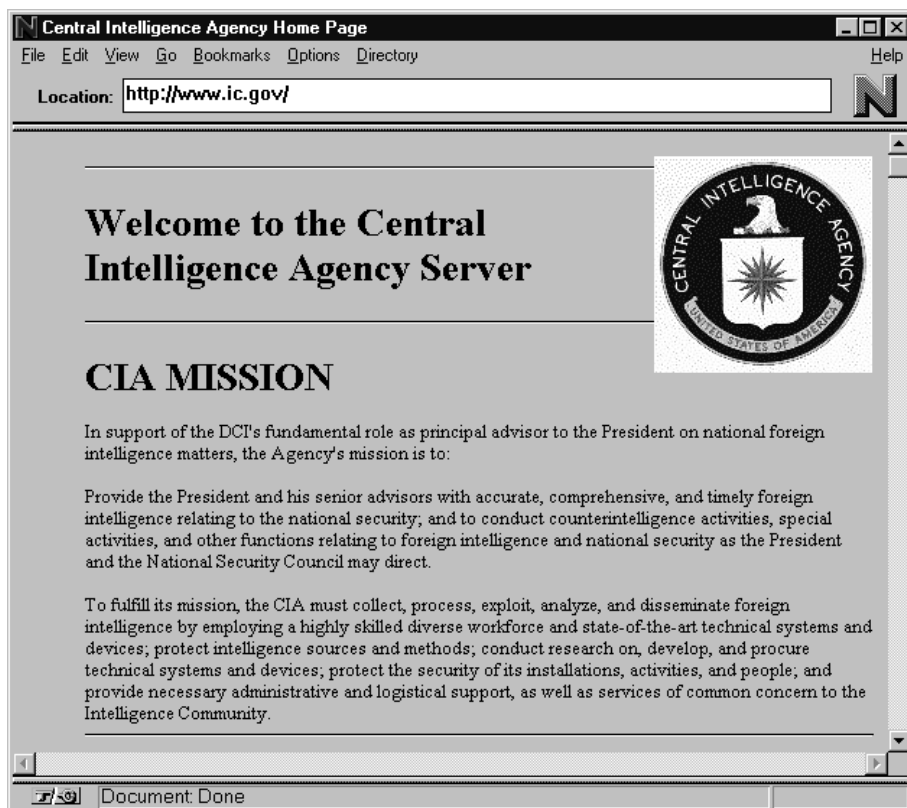 Central Intelligence Agency Home Page
File Edit View Go Bookmarks Options Directory Help
Location: http://www.ic.gov/
N
Welcome to the Central
Intelligence Agency Server
CENTRAL INTELLIGENCE AGENCY
UNITED STATES OF AMERICA
CIA MISSION
In support of the DCI's fundamental role as principal advisor to the President on national foreign
intelligence matters, the Agency's mission is to:
Provide the President and his senior advisors with accurate, comprehensive, and timely foreign
intelligence relating to the national security; and to conduct counterintelligence activities, special
activities, and other functions relating to foreign intelligence and national security as the President
and the National Security Council may direct.
To fulfill its mission, the CIA must collect, process, exploit, analyze, and disseminate foreign
intelligence by employing a highly skilled diverse workforce and state-of-the-art technical systems and
devices; protect intelligence sources and methods; conduct research on, develop, and procure
technical systems and devices; protect the security of its installations, activities, and people; and
provide necessary administrative and logistical support, as well as services of common concern to the
Intelligence Community.
Document: Done